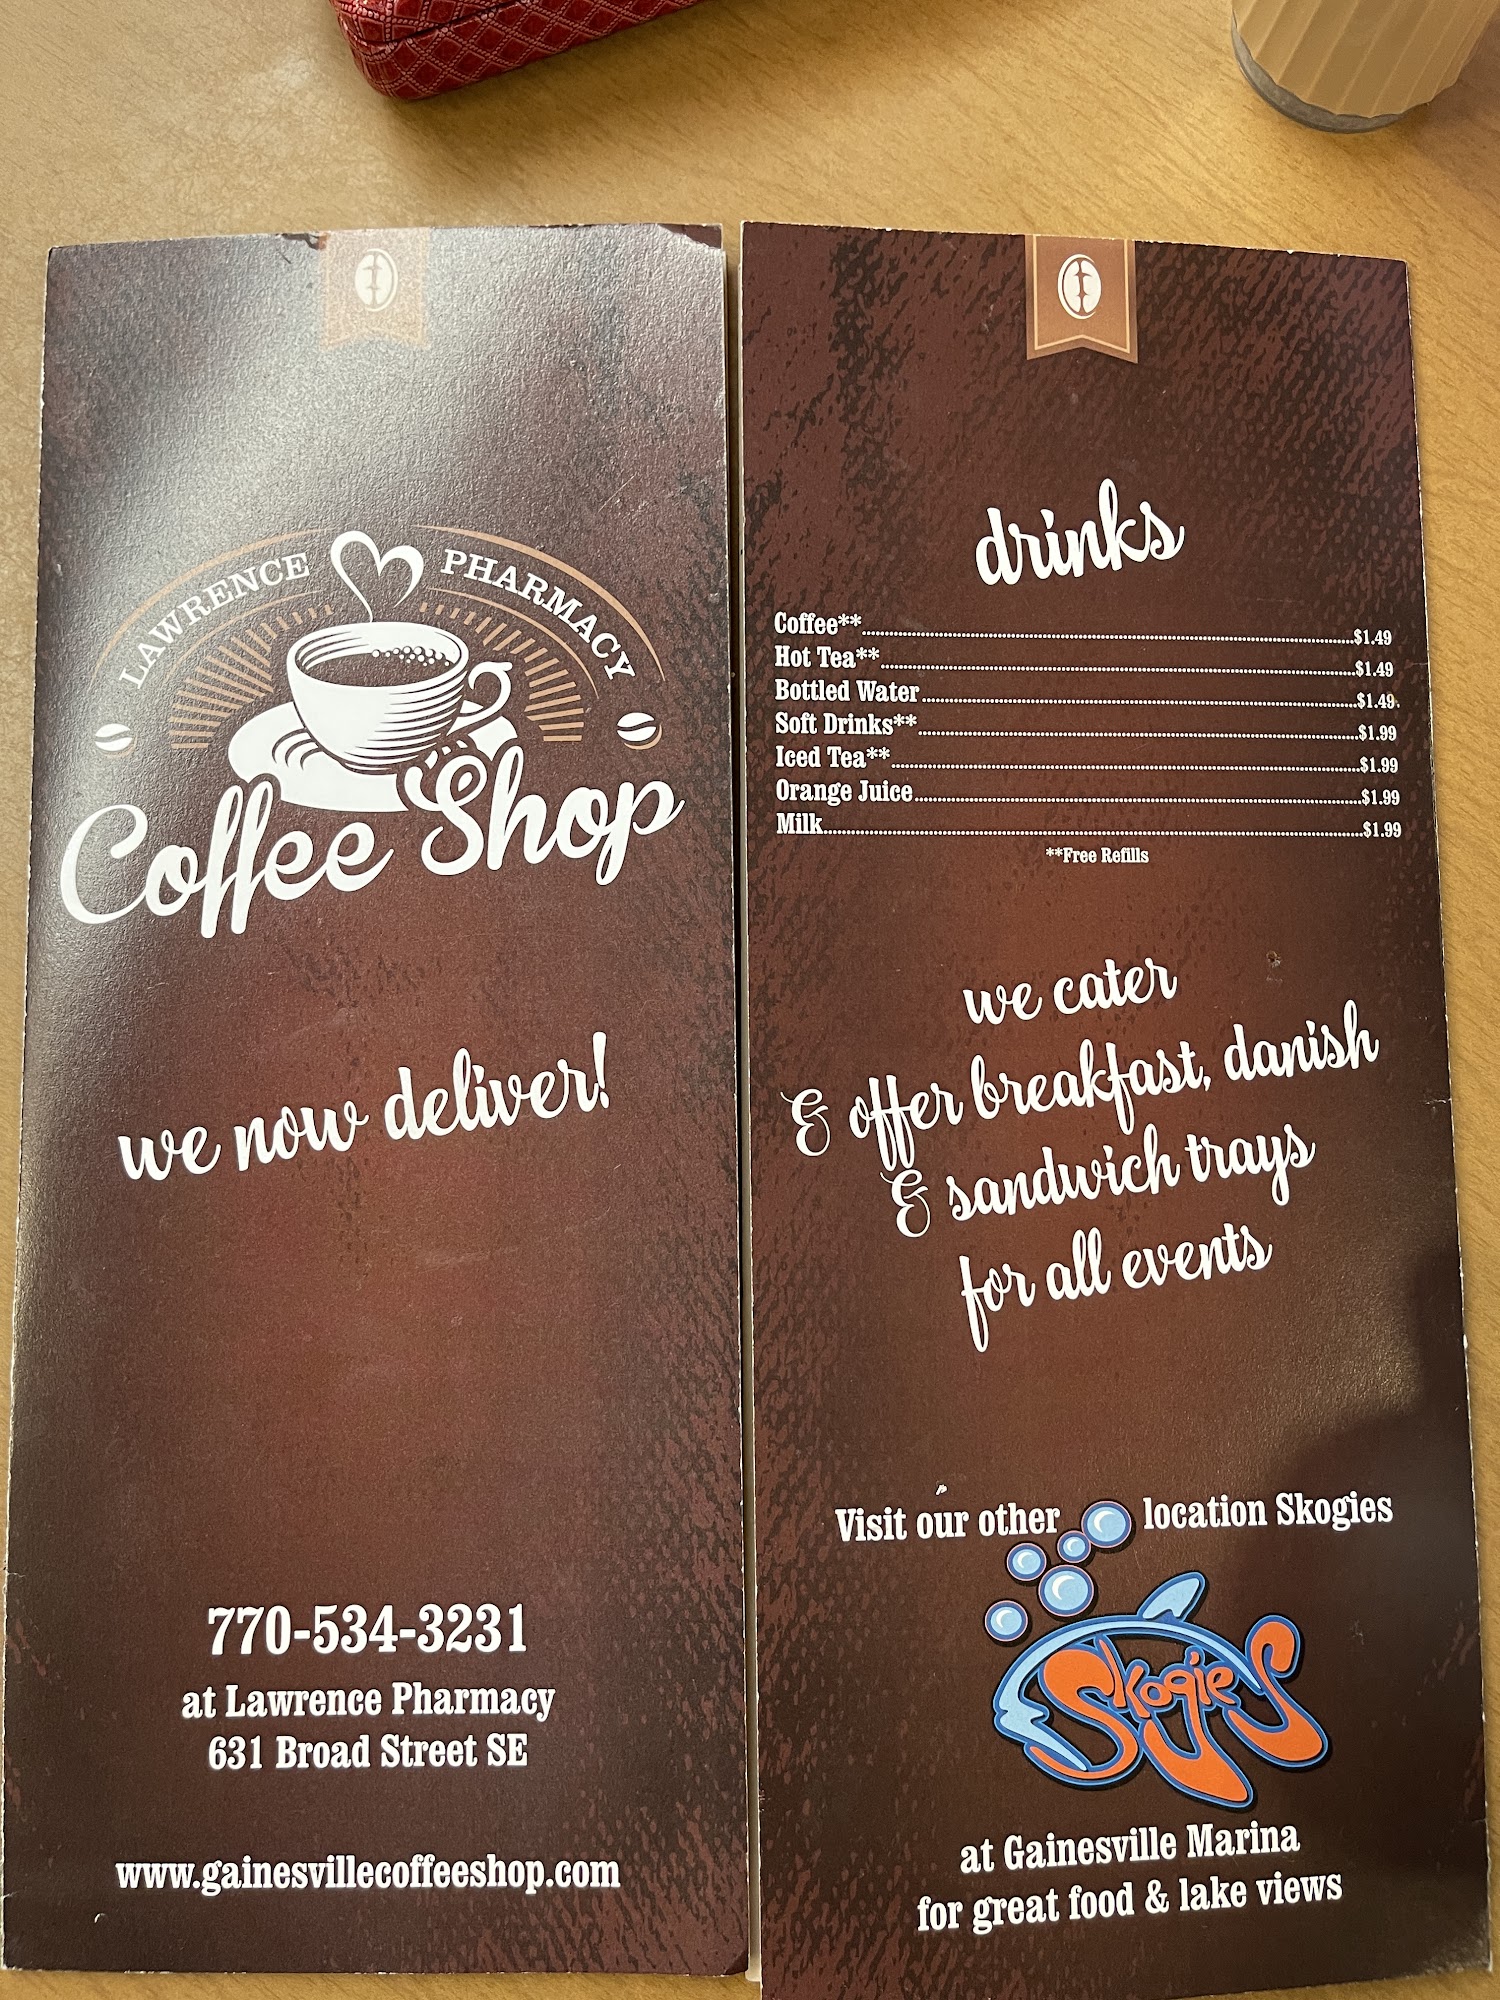 LAWRENCE PHARMACY
Coffee Shop
we now deliver!
770-534-3231
at Lawrence Pharmacy
631 Broad Street SE
www.gainesvillecoffeeshop.com
drinks
Coffee**.....$1.49
Hot Tea**.....$1.49
Bottled Water.....$1.49
Soft Drinks**.....$1.99
Iced Tea**.....$1.99
Orange Juice.....$1.99
Milk.....$1.99
**Free Refills
we cater
& offer breakfast, danish
& sandwich trays
for all events
Visit our other location Skogies
Skogies
at Gainesville Marina
for great food & lake views